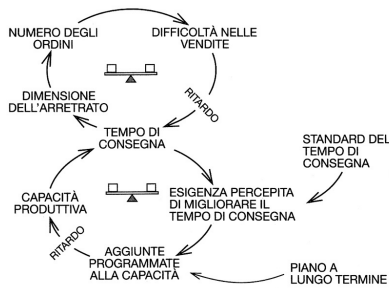 NUMERO DEGLI
ORDINI
DIFFICOLTÀ NELLE
VENDITE
RITARDO
DIMENSIONE
DELL'ARRETRATO
TEMPO DI
CONSEGNA
STANDARD DEL
TEMPO DI
CONSEGNA
CAPACITÀ
PRODUTTIVA
ESIGENZA PERCEPITA
DI MIGLIORARE IL
TEMPO DI CONSEGNA
RITARDO
AGGIUNTE
PROGRAMMATE
ALLA CAPACITÀ
PIANO A
LUNGO TERMINE